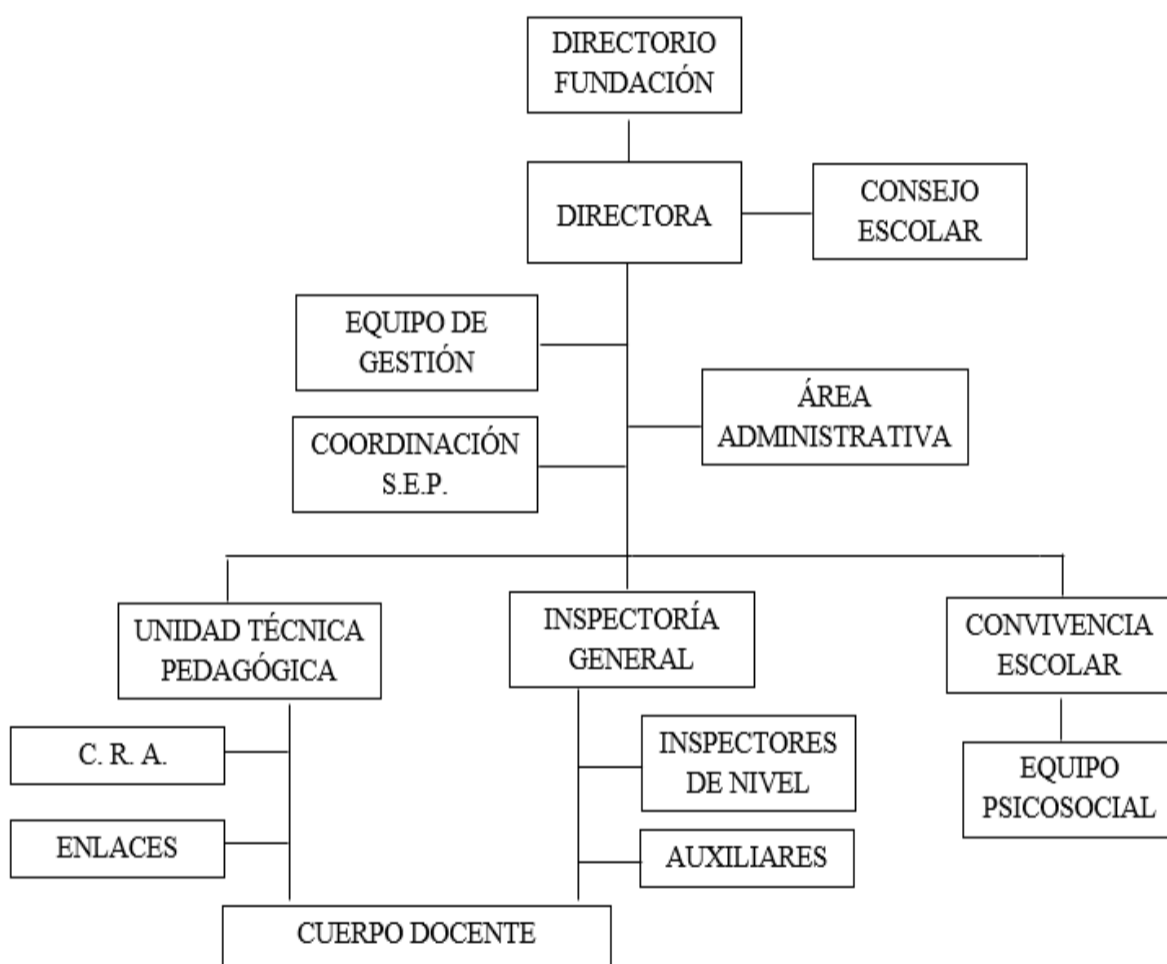 DIRECTORIO
FUNDACIÓN
DIRECTORA
CONSEJO
ESCOLAR
EQUIPO DE
GESTIÓN
ÁREA
ADMINISTRATIVA
COORDINACIÓN
S.E.P.
UNIDAD TÉCNICA
PEDAGÓGICA
INSPECTORÍA
GENERAL
CONVIVENCIA
ESCOLAR
C. R. A.
INSPECTORES
DE NIVEL
EQUIPO
PSICOSOCIAL
ENLACES
AUXILIARES
CUERPO DOCENTE